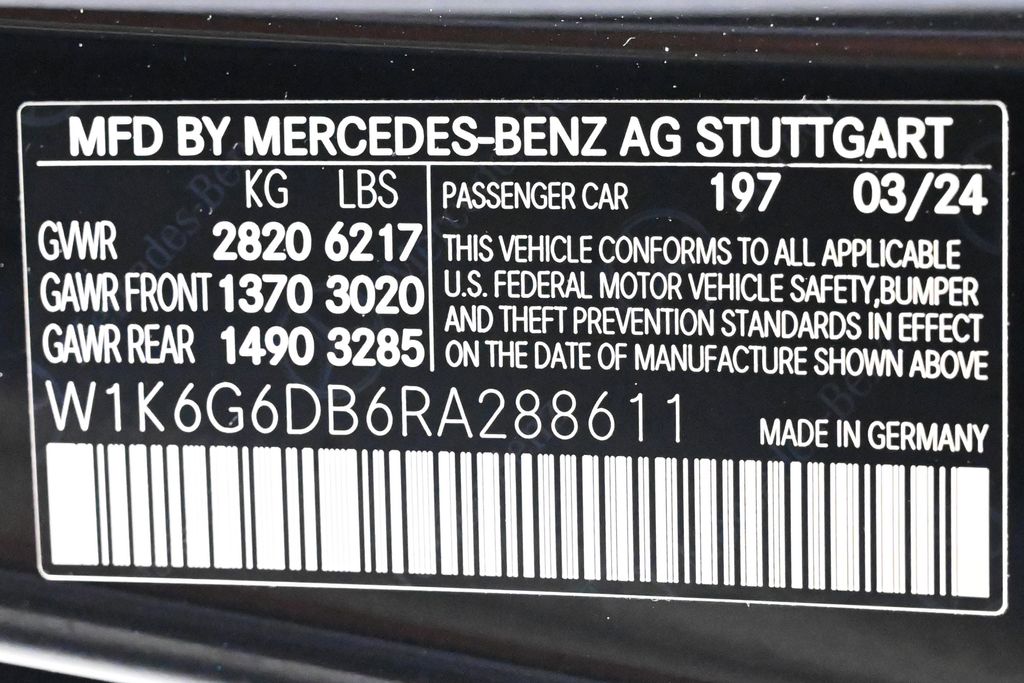 MFD BY MERCEDES-BENZ AG STUTTGART
KG LBS
GVWR 2820 6217
GAWR FRONT 1370 3020
GAWR REAR 1490 3285
PASSENGER CAR 197 03/24
THIS VEHICLE CONFORMS TO ALL APPLICABLE
U.S. FEDERAL MOTOR VEHICLE SAFETY,BUMPER
AND THEFT PREVENTION STANDARDS IN EFFECT
ON THE DATE OF MANUFACTURE SHOWN ABOVE
W1K6G6DB6RA288611
MADE IN GERMANY